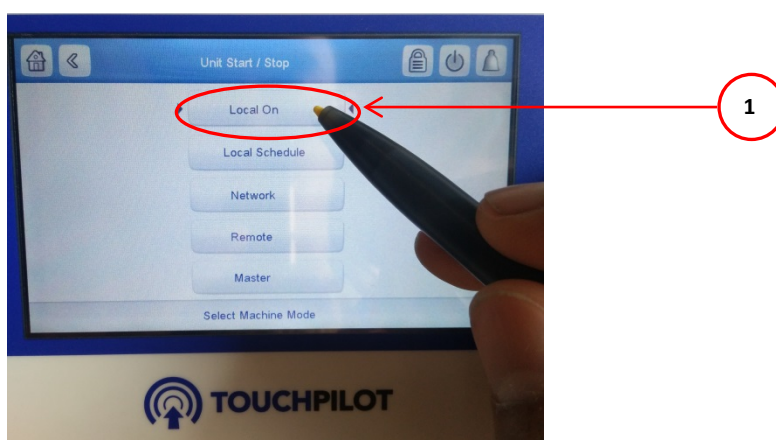 Unit Start / Stop
Local On
1
Local Schedule
Network
Remote
Master
Select Machine Mode
TOUCHPILOT